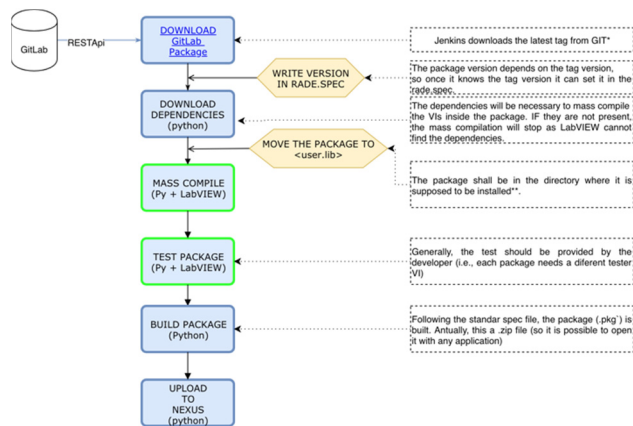 GitLab
RESTApi
DOWNLOAD
GitLab
Package
Jenkins downloads the latest tag from GIT*
WRITE VERSION
IN RADE.SPEC
The package version depends on the tag version,
so once it knows the tag version it can set it in the
rade.spec.
DOWNLOAD
DEPENDENCIES
(python)
The dependencies will be necessary to mass compile
the VIs inside the package. IF they are not present,
the mass compilation will stop as LabVIEW cannot
find the dependencies.
MOVE THE PACKAGE TO
<user.lib>
MASS COMPILE
(Py + LabVIEW)
The package shall be in the directory where it is
supposed to be installed**.
TEST PACKAGE
(Py + LabVIEW)
Generally, the test should be provided by the
developer (i.e., each package needs a diferent tester
VI)
BUILD PACKAGE
(Python)
Following the standar spec file, the package (.pkg`) is
built. Antually, this a .zip file (so it is possible to open
it with any application)
UPLOAD
TO
NEXUS
(python)